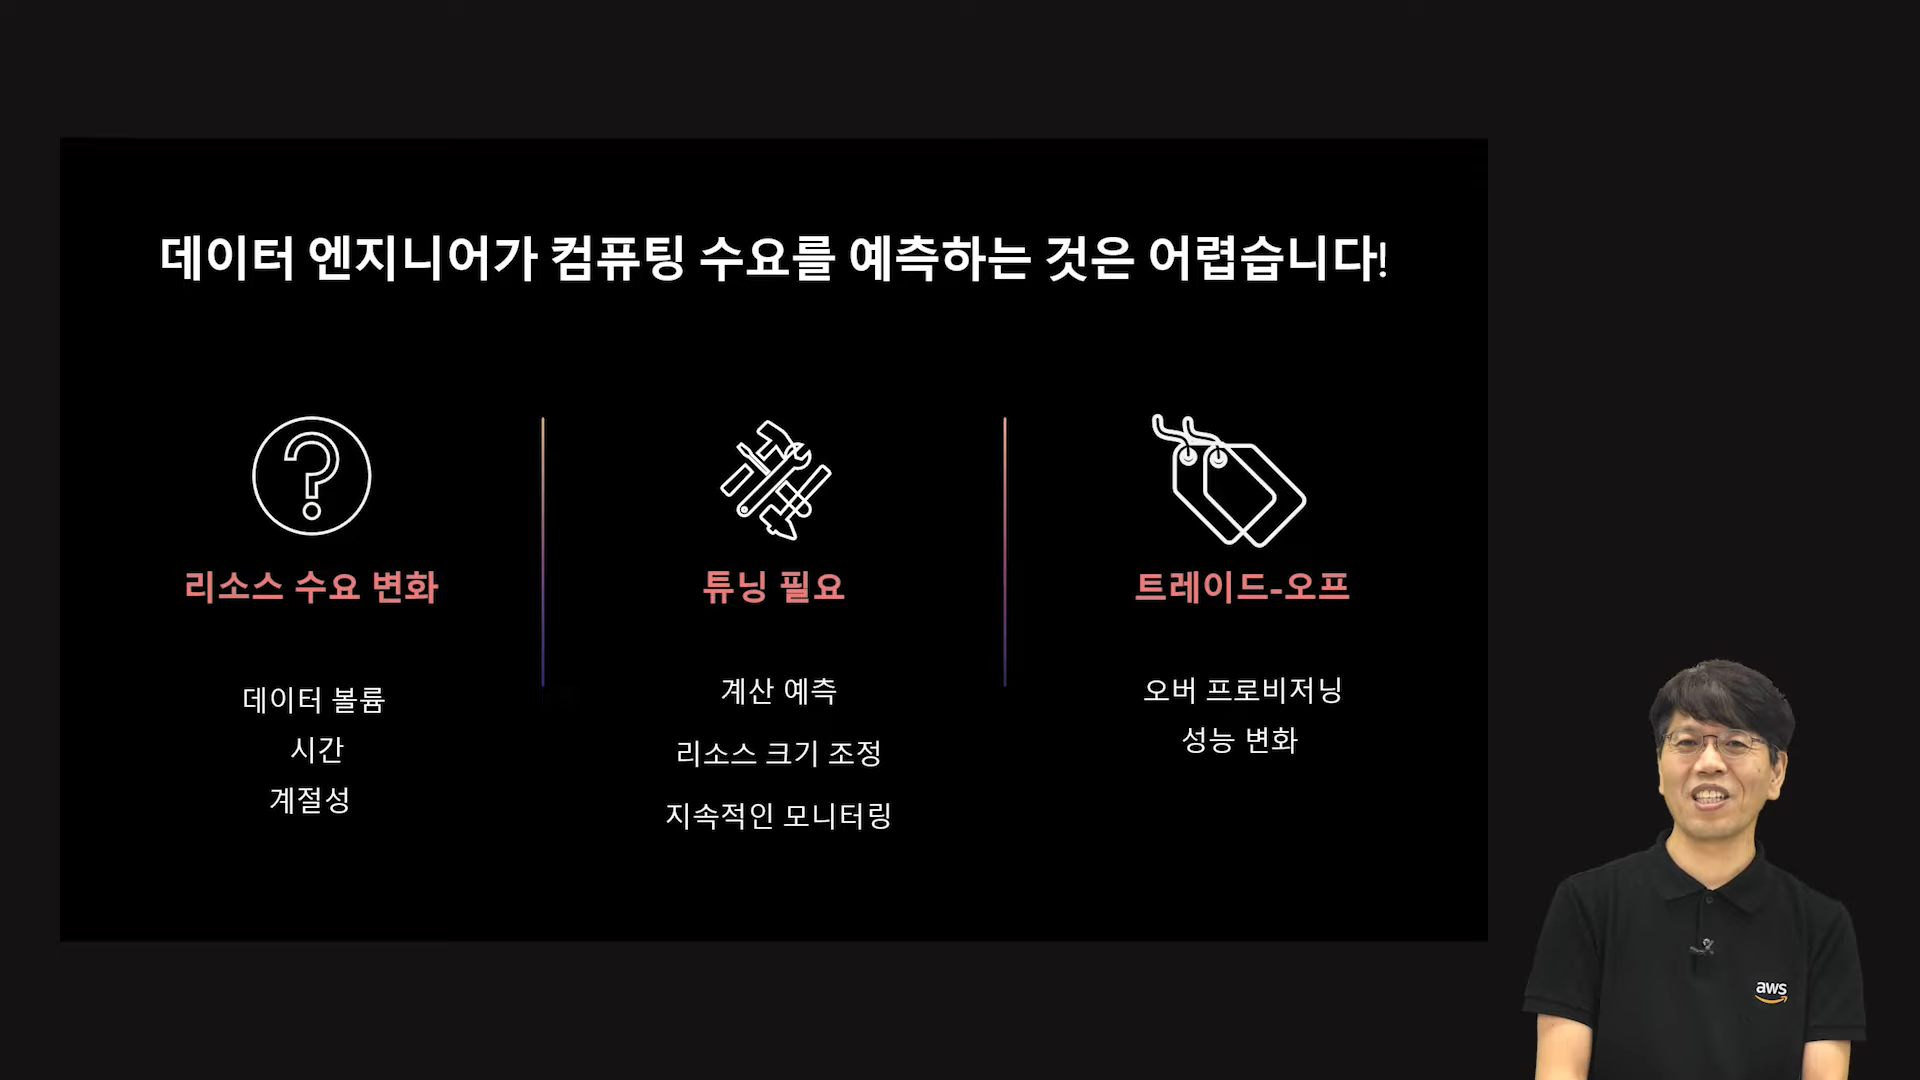 데이터 엔지니어가 컴퓨팅 수요를 예측하는 것은 어렵습니다!
리소스 수요 변화
데이터 볼륨
시간
계절성
튜닝 필요
계산 예측
리소스 크기 조정
지속적인 모니터링
트레이드-오프
오버 프로비저닝
성능 변화
aws